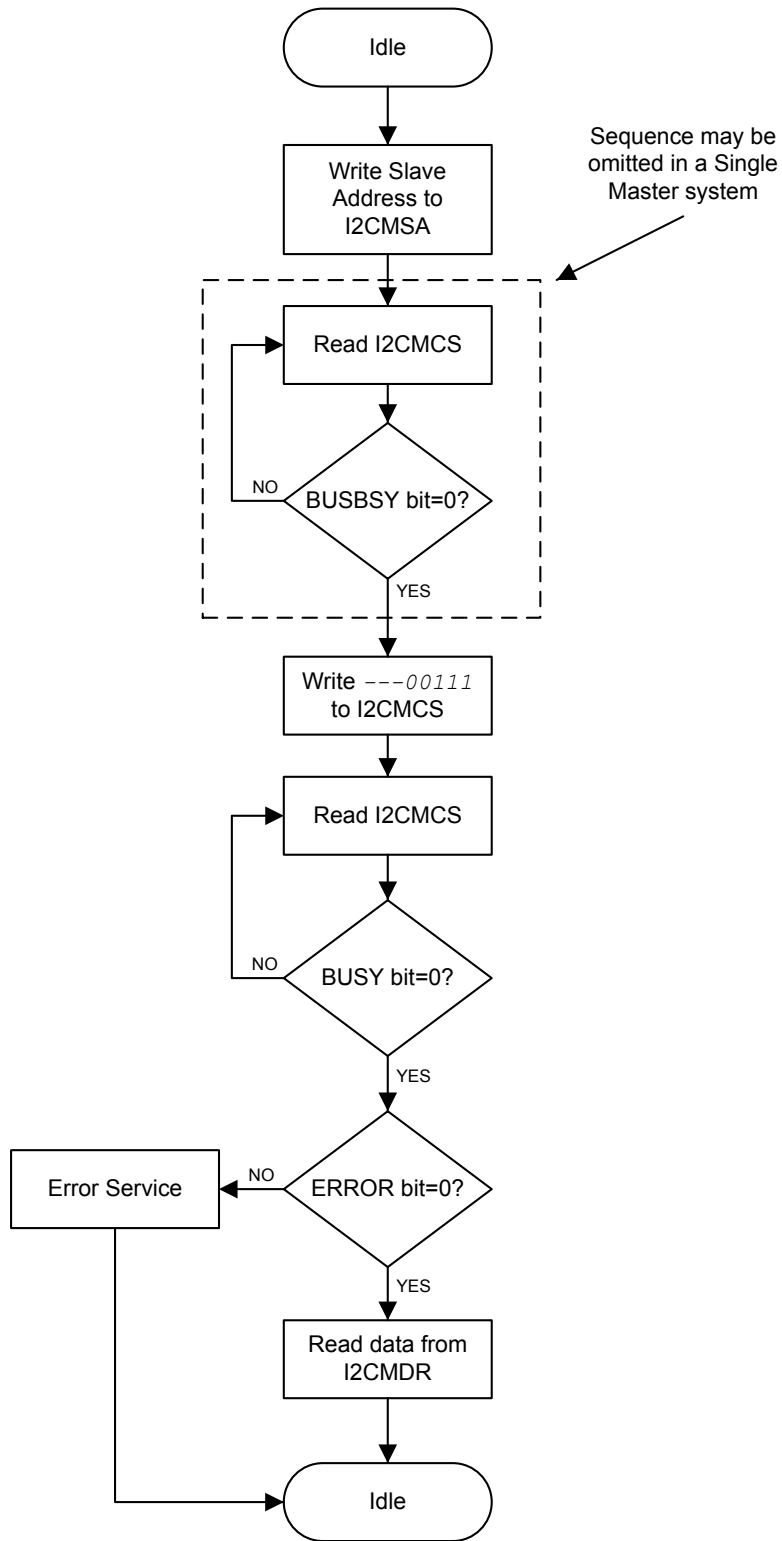 Idle
Sequence may be
omitted in a Single
Master system
Write Slave
Address to
I2CMSA
Read I2CMCS
BUSBSY bit=0?
NO
YES
Write ---00111
to I2CMCS
Read I2CMCS
BUSY bit=0?
NO
YES
ERROR bit=0?
NO
Error Service
YES
Read data from
I2CMDR
Idle